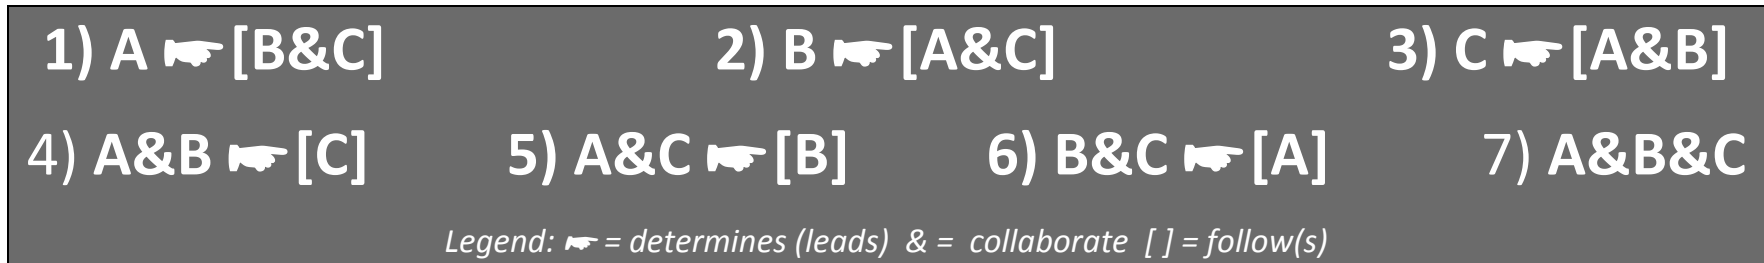 1) A ☛ [B&C] 2) B ☛ [A&C] 3) C ☛ [A&B]
4) A&B ☛ [C] 5) A&C ☛ [B] 6) B&C ☛ [A] 7) A&B&C
Legend: ☛ = determines (leads) & = collaborate [ ] = follow(s)